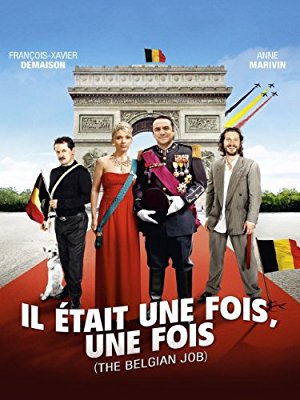 FRANÇOIS-XAVIER
DEMAISON
ANNE
MARIVIN
IL ÉTAIT UNE FOIS,
UNE FOIS
(THE BELGIAN JOB)